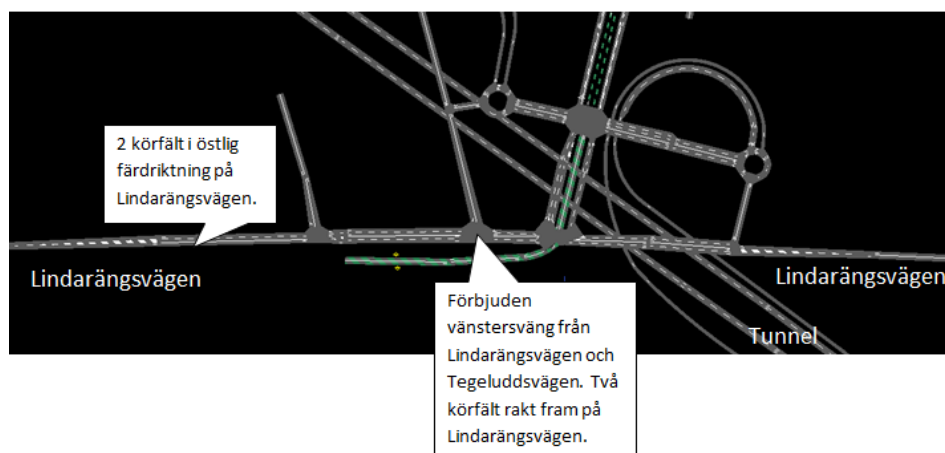 2 körfält i östlig
färdriktning på
Lindarängsvägen.
Lindarängsvägen
Lindarängsvägen
Förbjuden
vänstersväng från
Lindarängsvägen och
Tegeluddsvägen. Två
körfält rakt fram på
Lindarängsvägen.
Tunnel